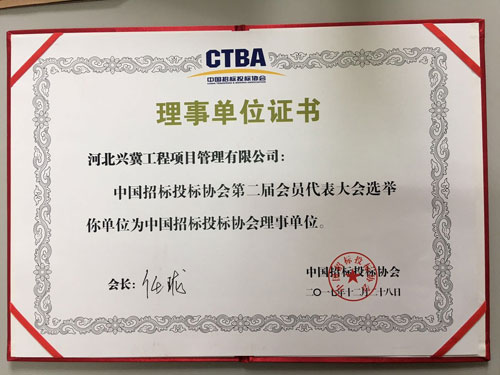 CTBA
中国招标投标协会
理事单位证书
河北兴冀工程项目管理有限公司：
中国招标投标协会第二届会员代表大会选举
你单位为中国招标投标协会理事单位。
中国招标投标协会
会长：
二〇一七年十二月二十八日